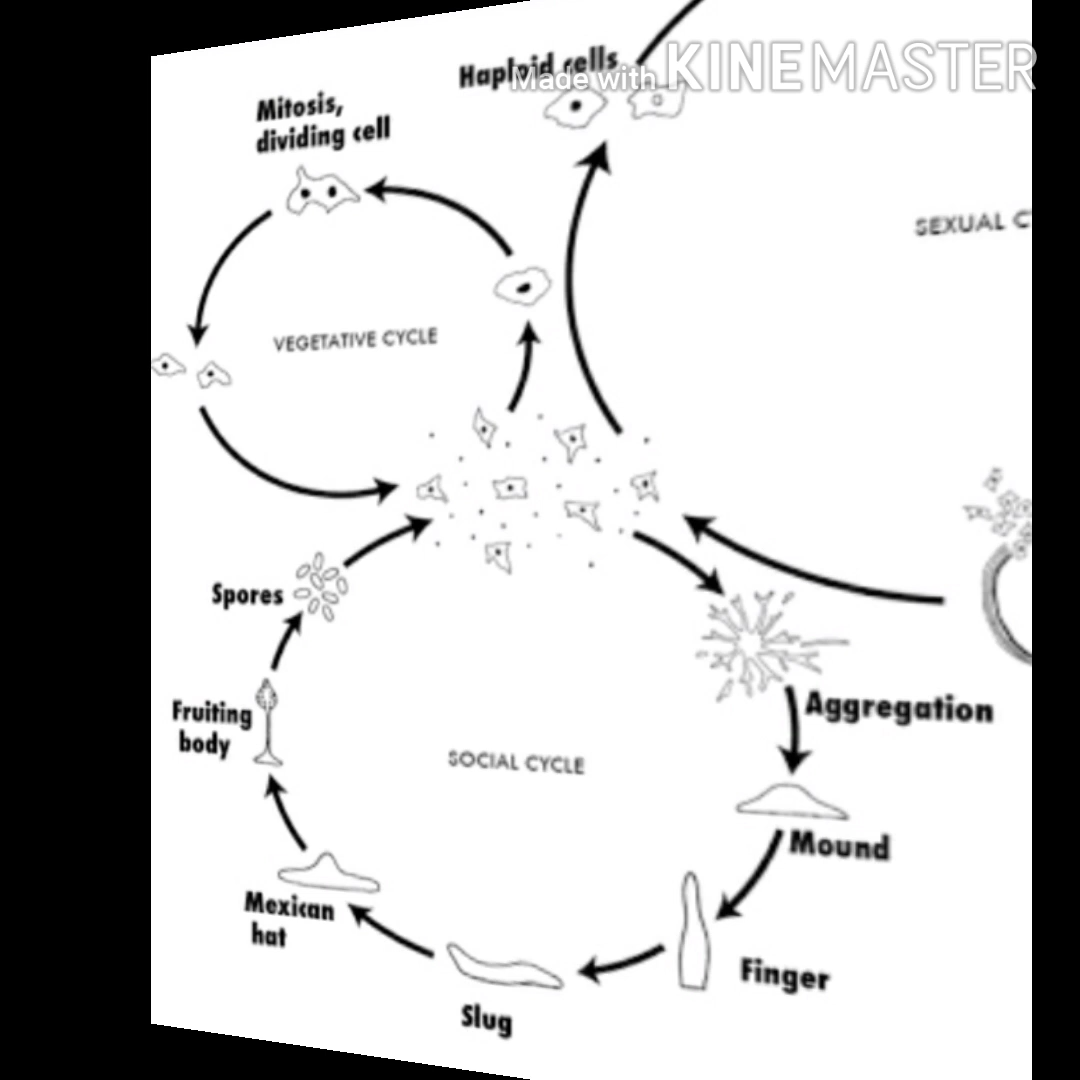 Haploid cells
Made with KINEMASTER
Mitosis,
dividing cell
SEXUAL C
VEGETATIVE CYCLE
Spores
Fruiting
body
Aggregation
SOCIAL CYCLE
Mound
Mexican
hat
Finger
Slug